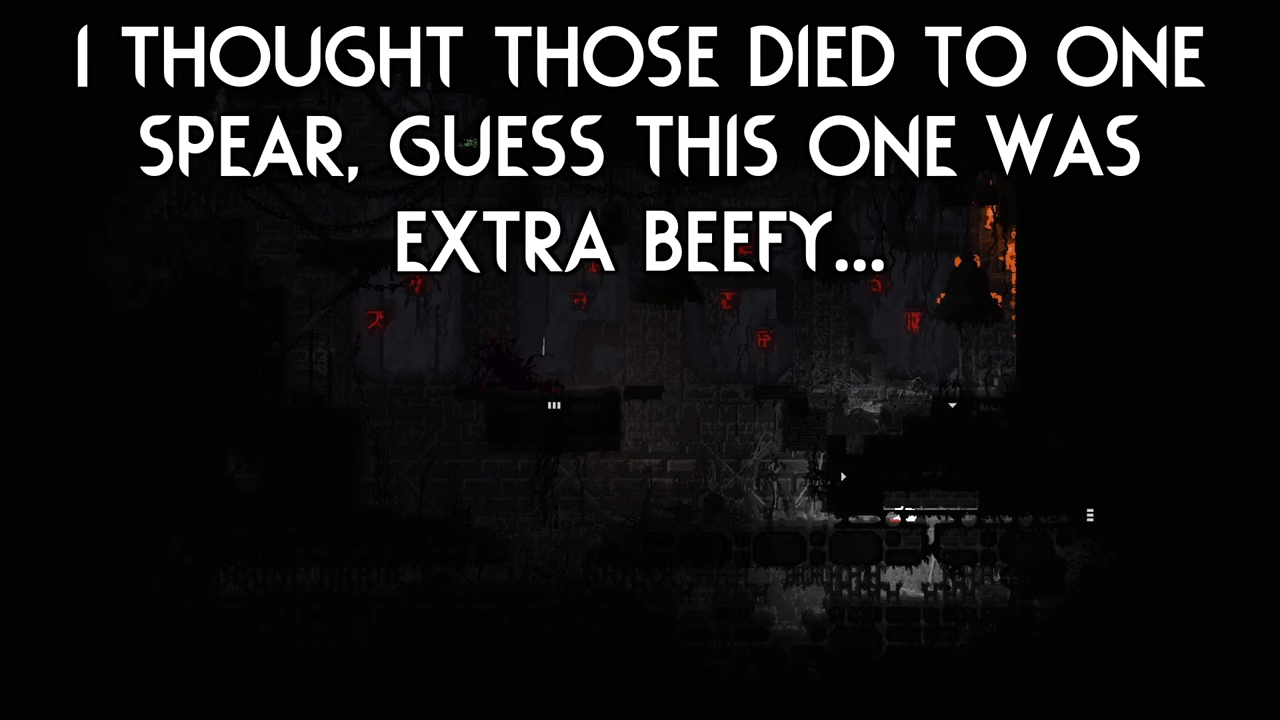 I THOUGHT THOSE DIED TO ONE
SPEAR, GUESS THIS ONE WAS
EXTRA BEEFY...